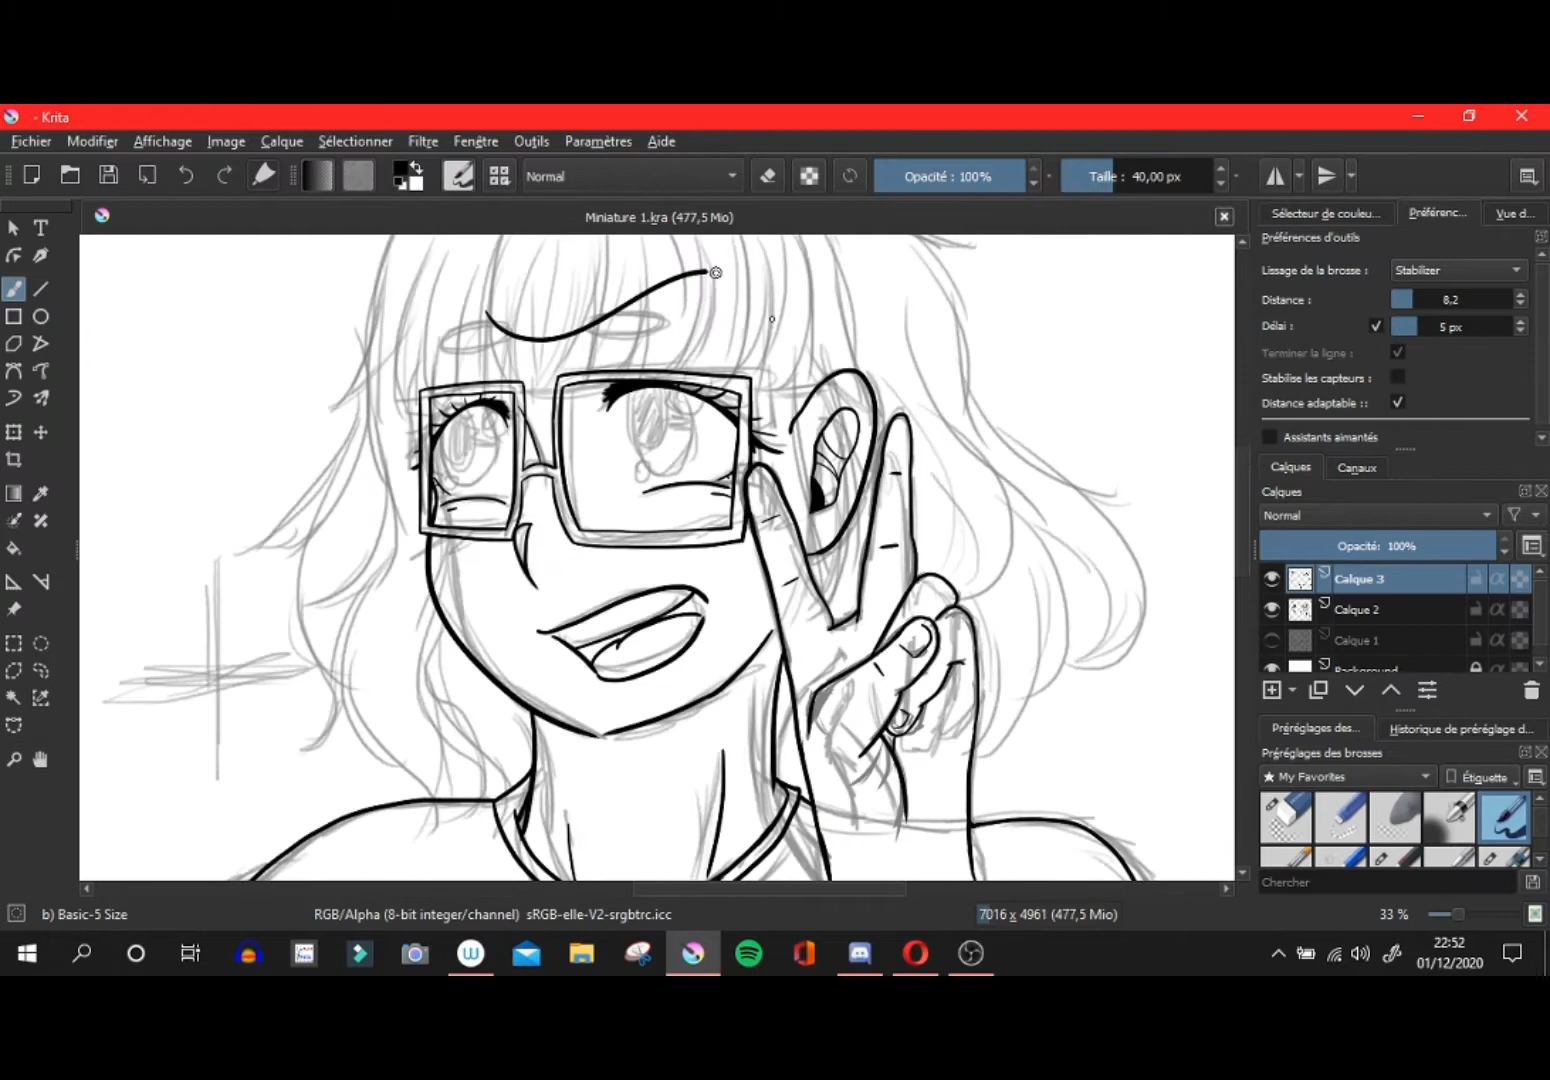 - Krita
Fichier Modifier Affichage Image Calque Sélectionner Filtre Fenêtre Outils Paramètres Aide
Normal Opacité : 100% Taille : 40,00 px
Miniature 1.kra (477,5 Mio)
Sélecteur de couleu... Préférenc... Vue d...
Préférences d'outils
Lissage de la brosse : Stabilizer
Distance : 8,2
Délai : 5 px
Terminer la ligne :
Stabilise les capteurs :
Distance adaptable ::
Assistants aimantés
Calques Canaux
Calques
Normal
Opacité: 100%
Calque 3
Calque 2
Calque 1
Background
Préréglages des... Historique de préréglage d...
Préréglages des brosses
My Favorites Étiquette
Chercher
b) Basic-5 Size RGB/Alpha (8-bit integer/channel) sRGB-elle-V2-srgbtrc.icc 7016 x 4961 (477,5 Mio) 33 %
22:52
01/12/2020